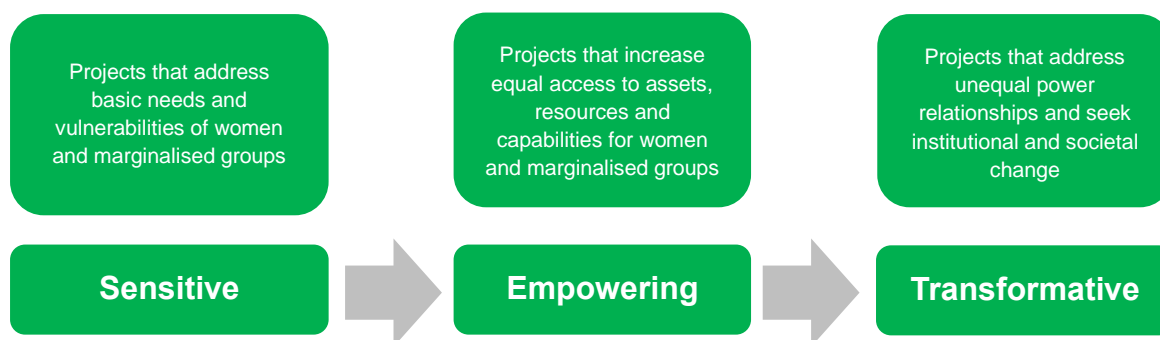 Projects that address
basic needs and
vulnerabilities of women
and marginalised groups
Projects that increase
equal access to assets,
resources and
capabilities for women
and marginalised groups
Projects that address
unequal power
relationships and seek
institutional and societal
change
Sensitive
Empowering
Transformative